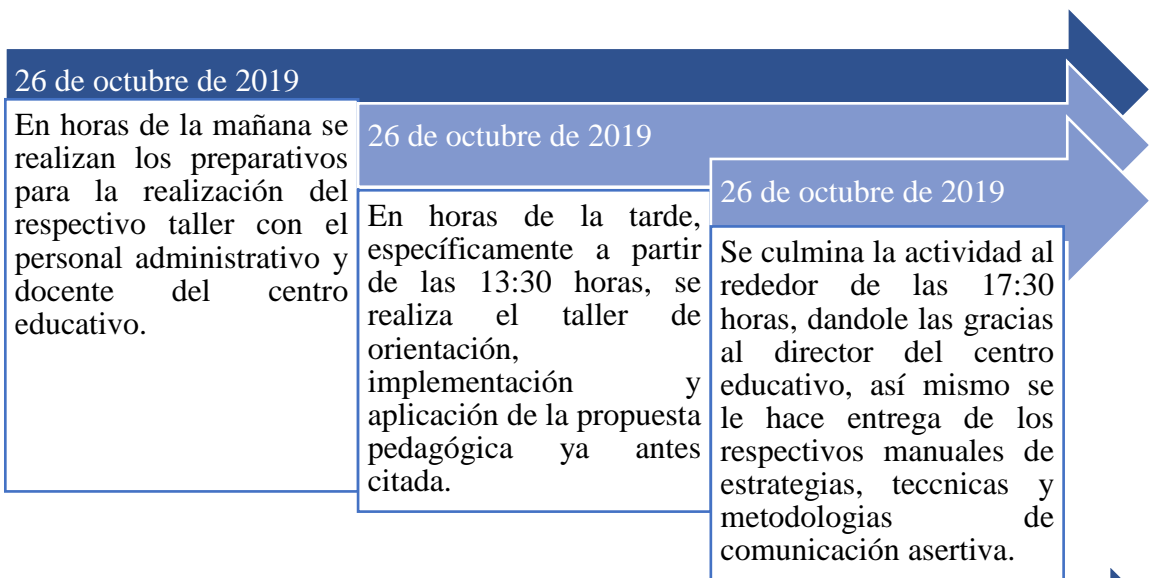 26 de octubre de 2019
En horas de la mañana se
realizan los preparativos
para la realización del
respectivo taller con el
personal administrativo y
docente del centro
educativo.
26 de octubre de 2019
En horas de la tarde,
específicamente a partir
de las 13:30 horas, se
realiza el taller de
orientación,
implementación y
aplicación de la propuesta
pedagógica ya antes
citada.
26 de octubre de 2019
Se culmina la actividad al
rededor de las 17:30
horas, dandole las gracias
al director del centro
educativo, así mismo se
le hace entrega de los
respectivos manuales de
estrategias, teccnicas y
metodologias de
comunicación asertiva.